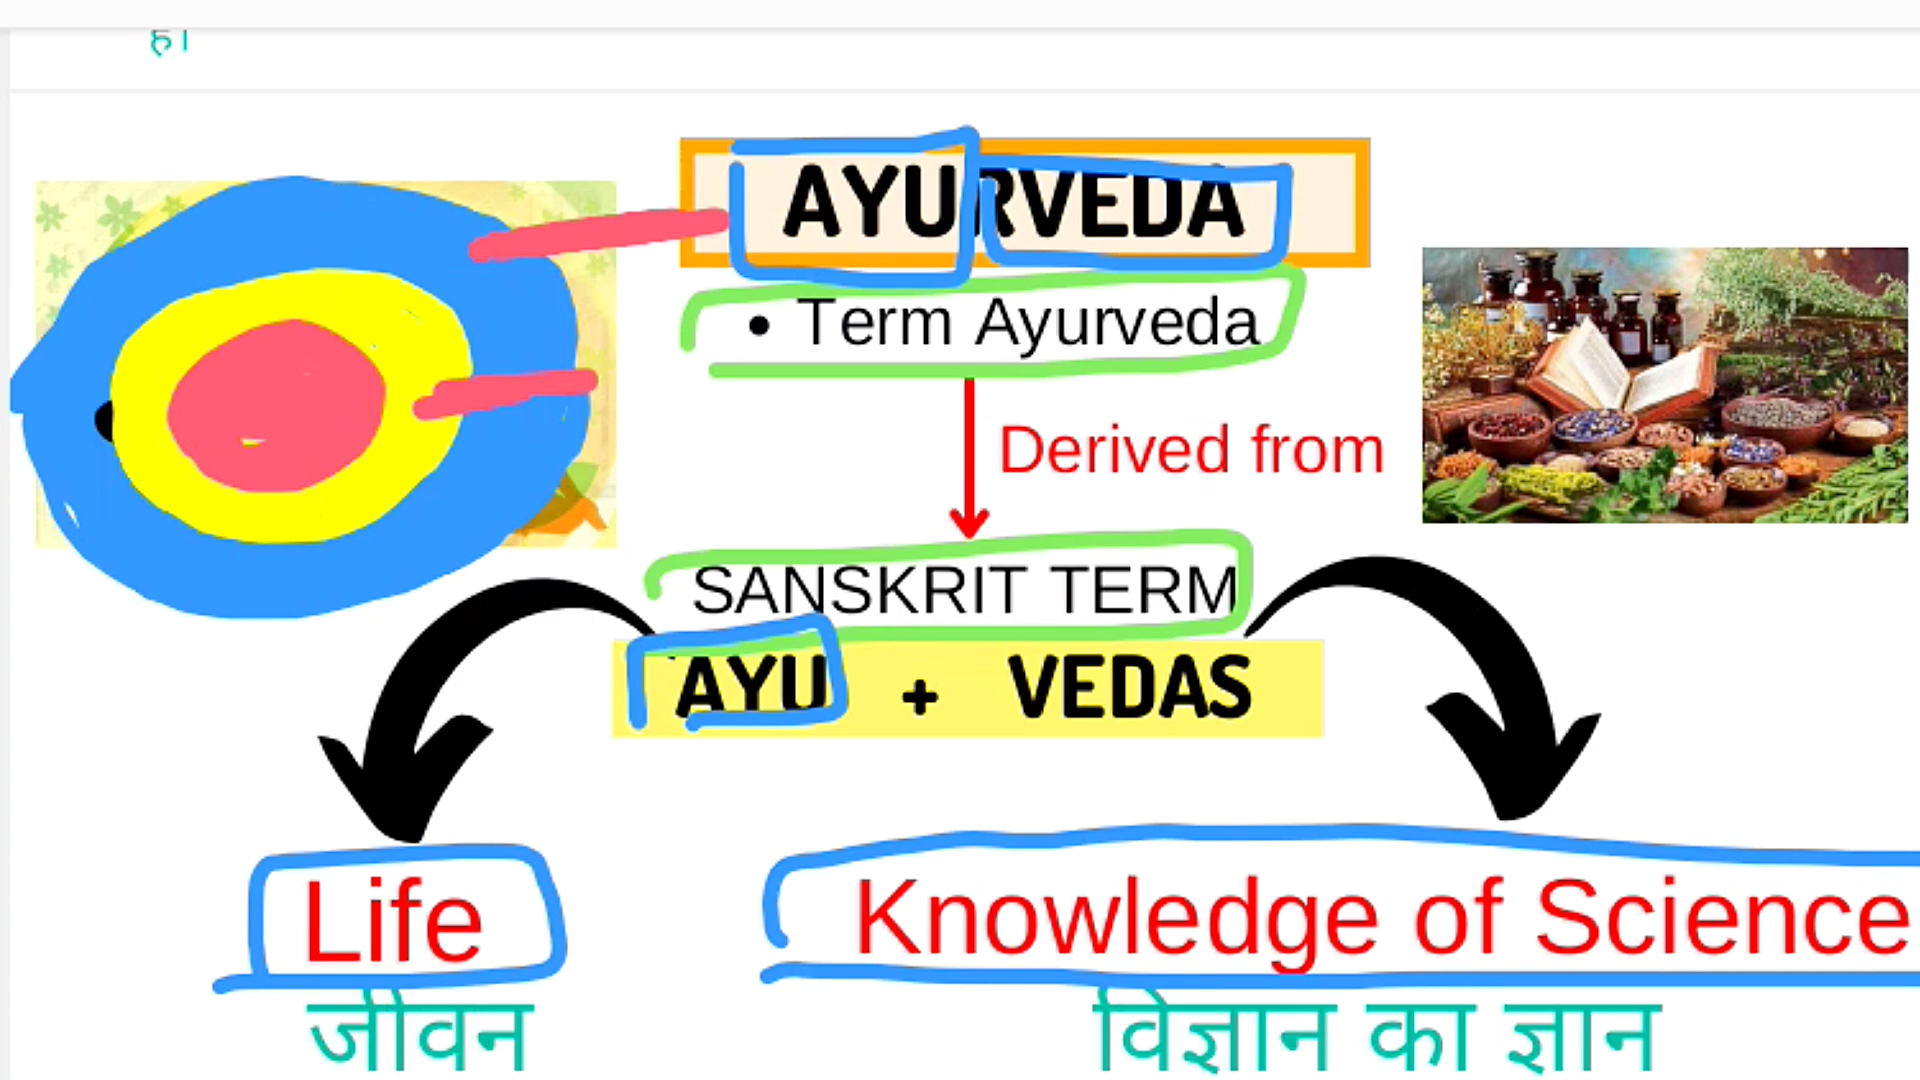 है।
AYURVEDA
• Term Ayurveda
Derived from
SANSKRIT TERM
AYU + VEDAS
Life
Knowledge of Science
जीवन
विज्ञान का ज्ञान